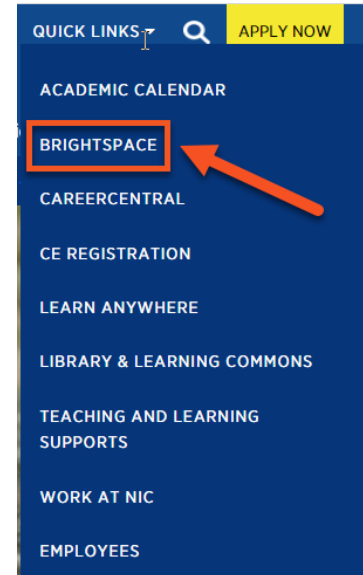 QUICK LINKS
APPLY NOW
ACADEMIC CALENDAR
BRIGHTSPACE
CAREERCENTRAL
CE REGISTRATION
LEARN ANYWHERE
LIBRARY & LEARNING COMMONS
TEACHING AND LEARNING
SUPPORTS
WORK AT NIC
EMPLOYEES